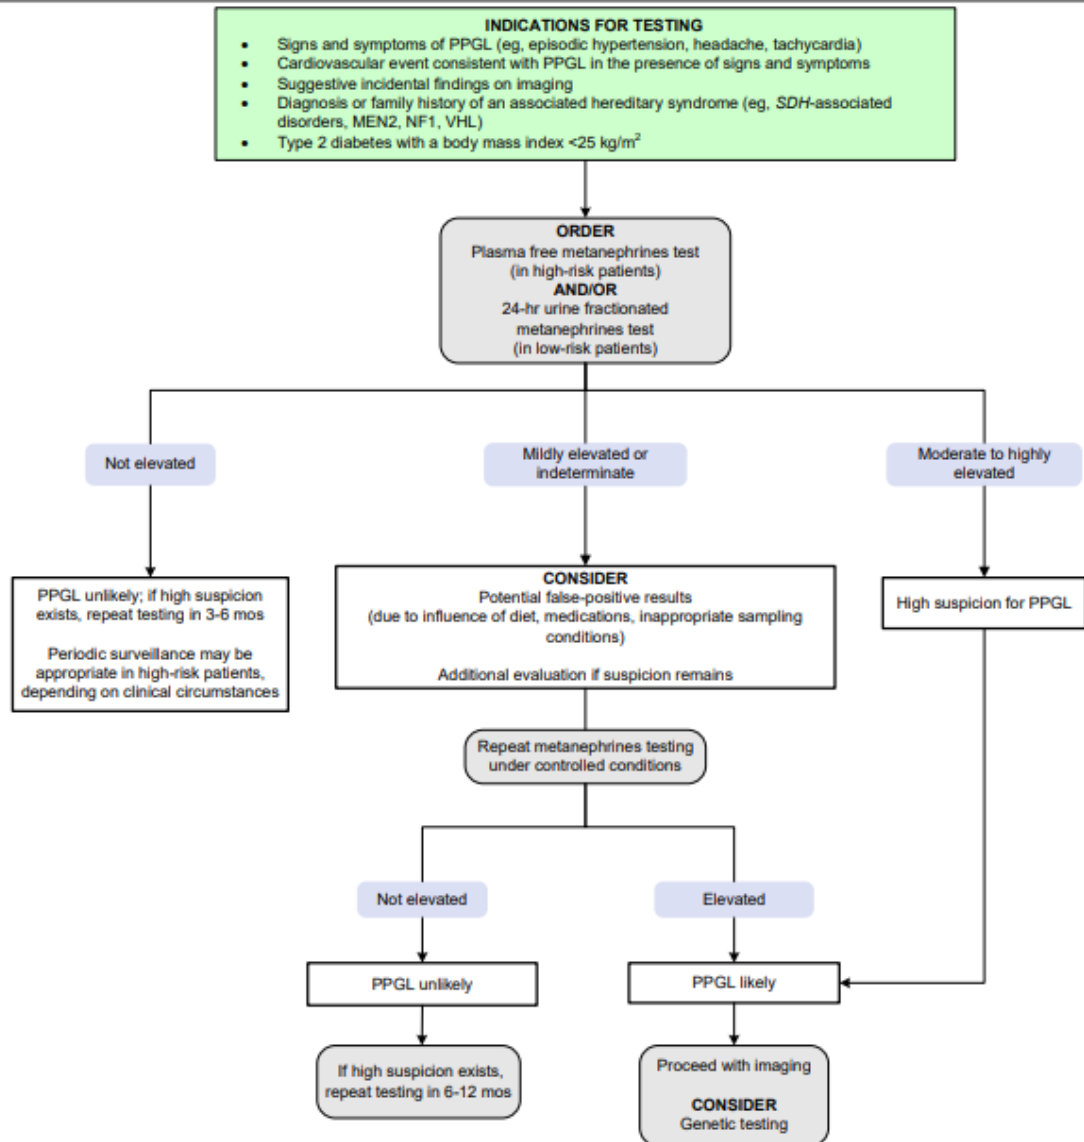 INDICATIONS FOR TESTING
• Signs and symptoms of PPGL (eg, episodic hypertension, headache, tachycardia)
• Cardiovascular event consistent with PPGL in the presence of signs and symptoms
• Suggestive incidental findings on imaging
• Diagnosis or family history of an associated hereditary syndrome (eg, SDH-associated
disorders, MEN2, NF1, VHL)
• Type 2 diabetes with a body mass index <25 kg/m²
ORDER
Plasma free metanephrines test
(in high-risk patients)
AND/OR
24-hr urine fractionated
metanephrines test
(in low-risk patients)
Not elevated
Mildly elevated or
indeterminate
Moderate to highly
elevated
PPGL unlikely; if high suspicion
exists, repeat testing in 3-6 mos
Periodic surveillance may be
appropriate in high-risk patients,
depending on clinical circumstances
CONSIDER
Potential false-positive results
(due to influence of diet, medications, inappropriate sampling
conditions)
Additional evaluation if suspicion remains
High suspicion for PPGL
Repeat metanephrines testing
under controlled conditions
Not elevated
Elevated
PPGL unlikely
PPGL likely
If high suspicion exists,
repeat testing in 6-12 mos
Proceed with imaging
CONSIDER
Genetic testing